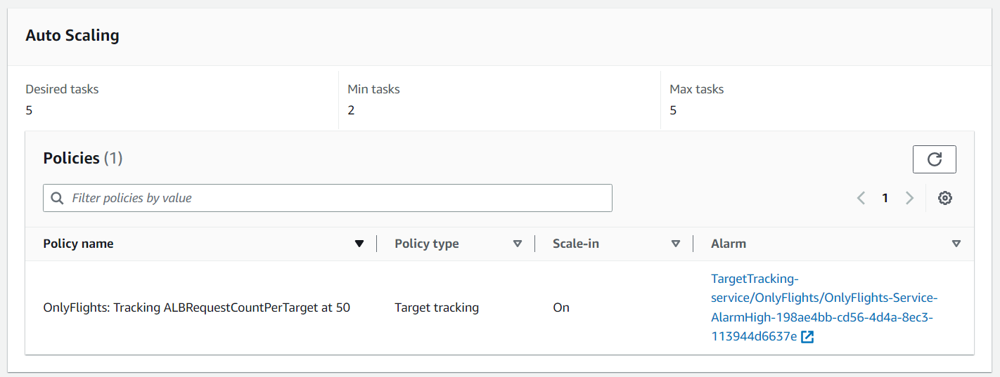 Auto Scaling
Desired tasks
5
Min tasks
2
Max tasks
5
Policies (1)
Filter policies by value
1
Policy name
Policy type
Scale-in
Alarm
OnlyFlights: Tracking ALBRequestCountPerTarget at 50
Target tracking
On
TargetTracking-
service/OnlyFlights/OnlyFlights-Service-
AlarmHigh-198ae4bb-cd56-4d4a-8ec3-
113944d6637e